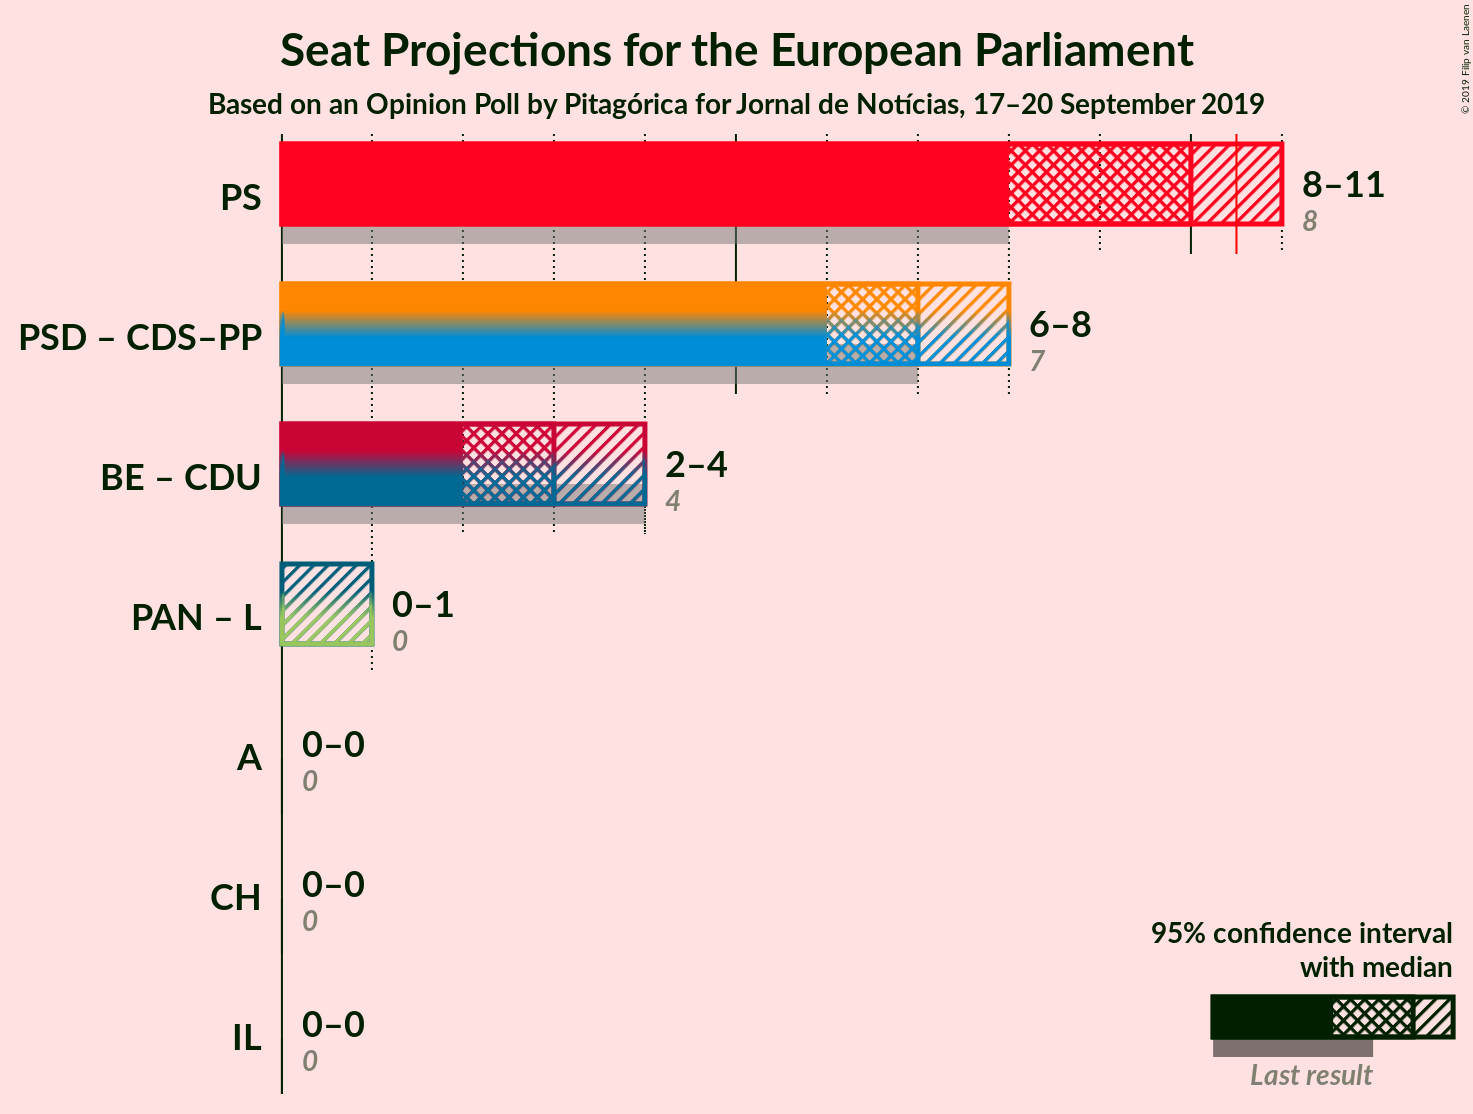 Seat Projections for the European Parliament
Based on an Opinion Poll by Pitagórica for Jornal de Notícias, 17–20 September 2019
© 2019 Filip van Laenen
PS
8–11
8
PSD – CDS–PP
6–8
7
BE – CDU
2–4
4
PAN – L
0–1
0
A
0–0
0
CH
0–0
0
IL
0–0
0
95% confidence interval
with median
Last result